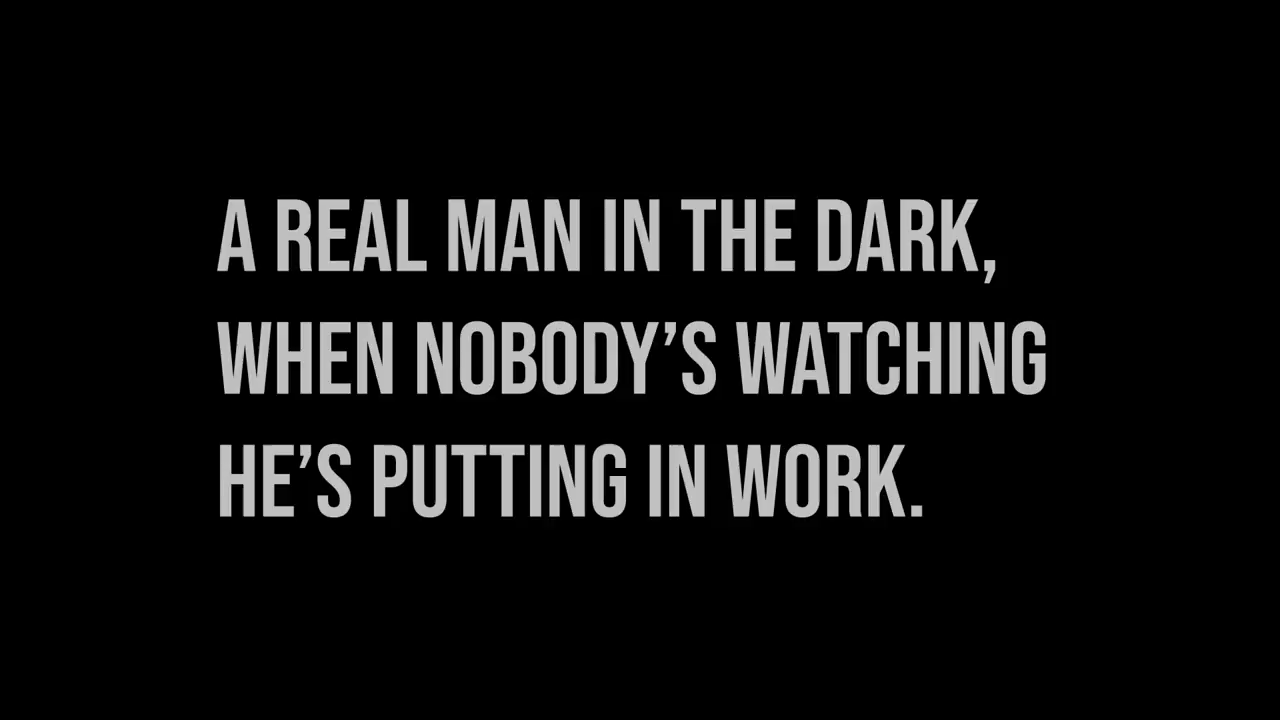 A REAL MAN IN THE DARK,
WHEN NOBODY’S WATCHING
HE’S PUTTING IN WORK.